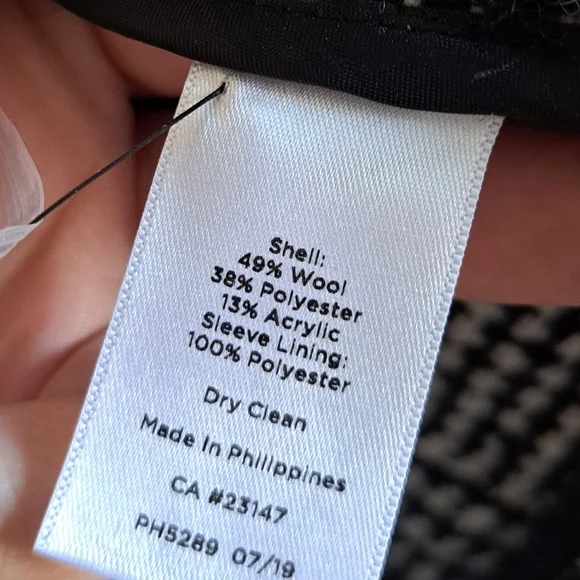 Shell:
49% Wool
38% Polyester
13% Acrylic
Sleeve Lining:
100% Polyester
Dry Clean
Made In Philippines
CA #23147
PH5289 07/19